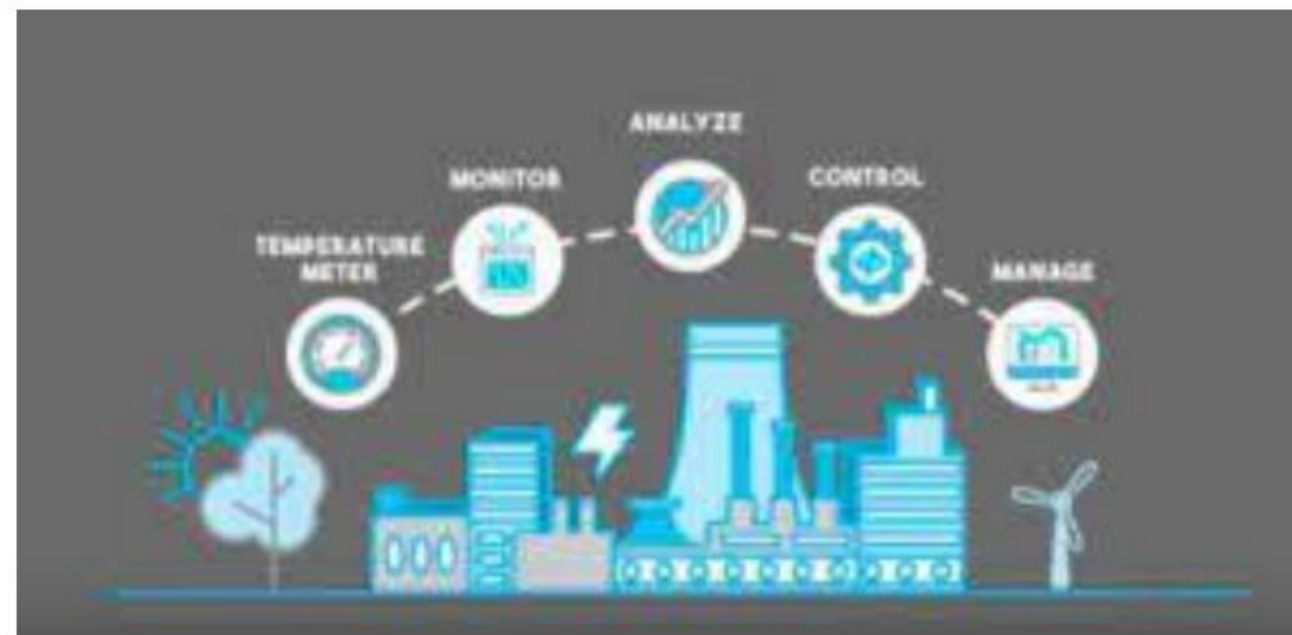 TEMPERATURE
METER
MONITOR
ANALYZE
CONTROL
MANAGE